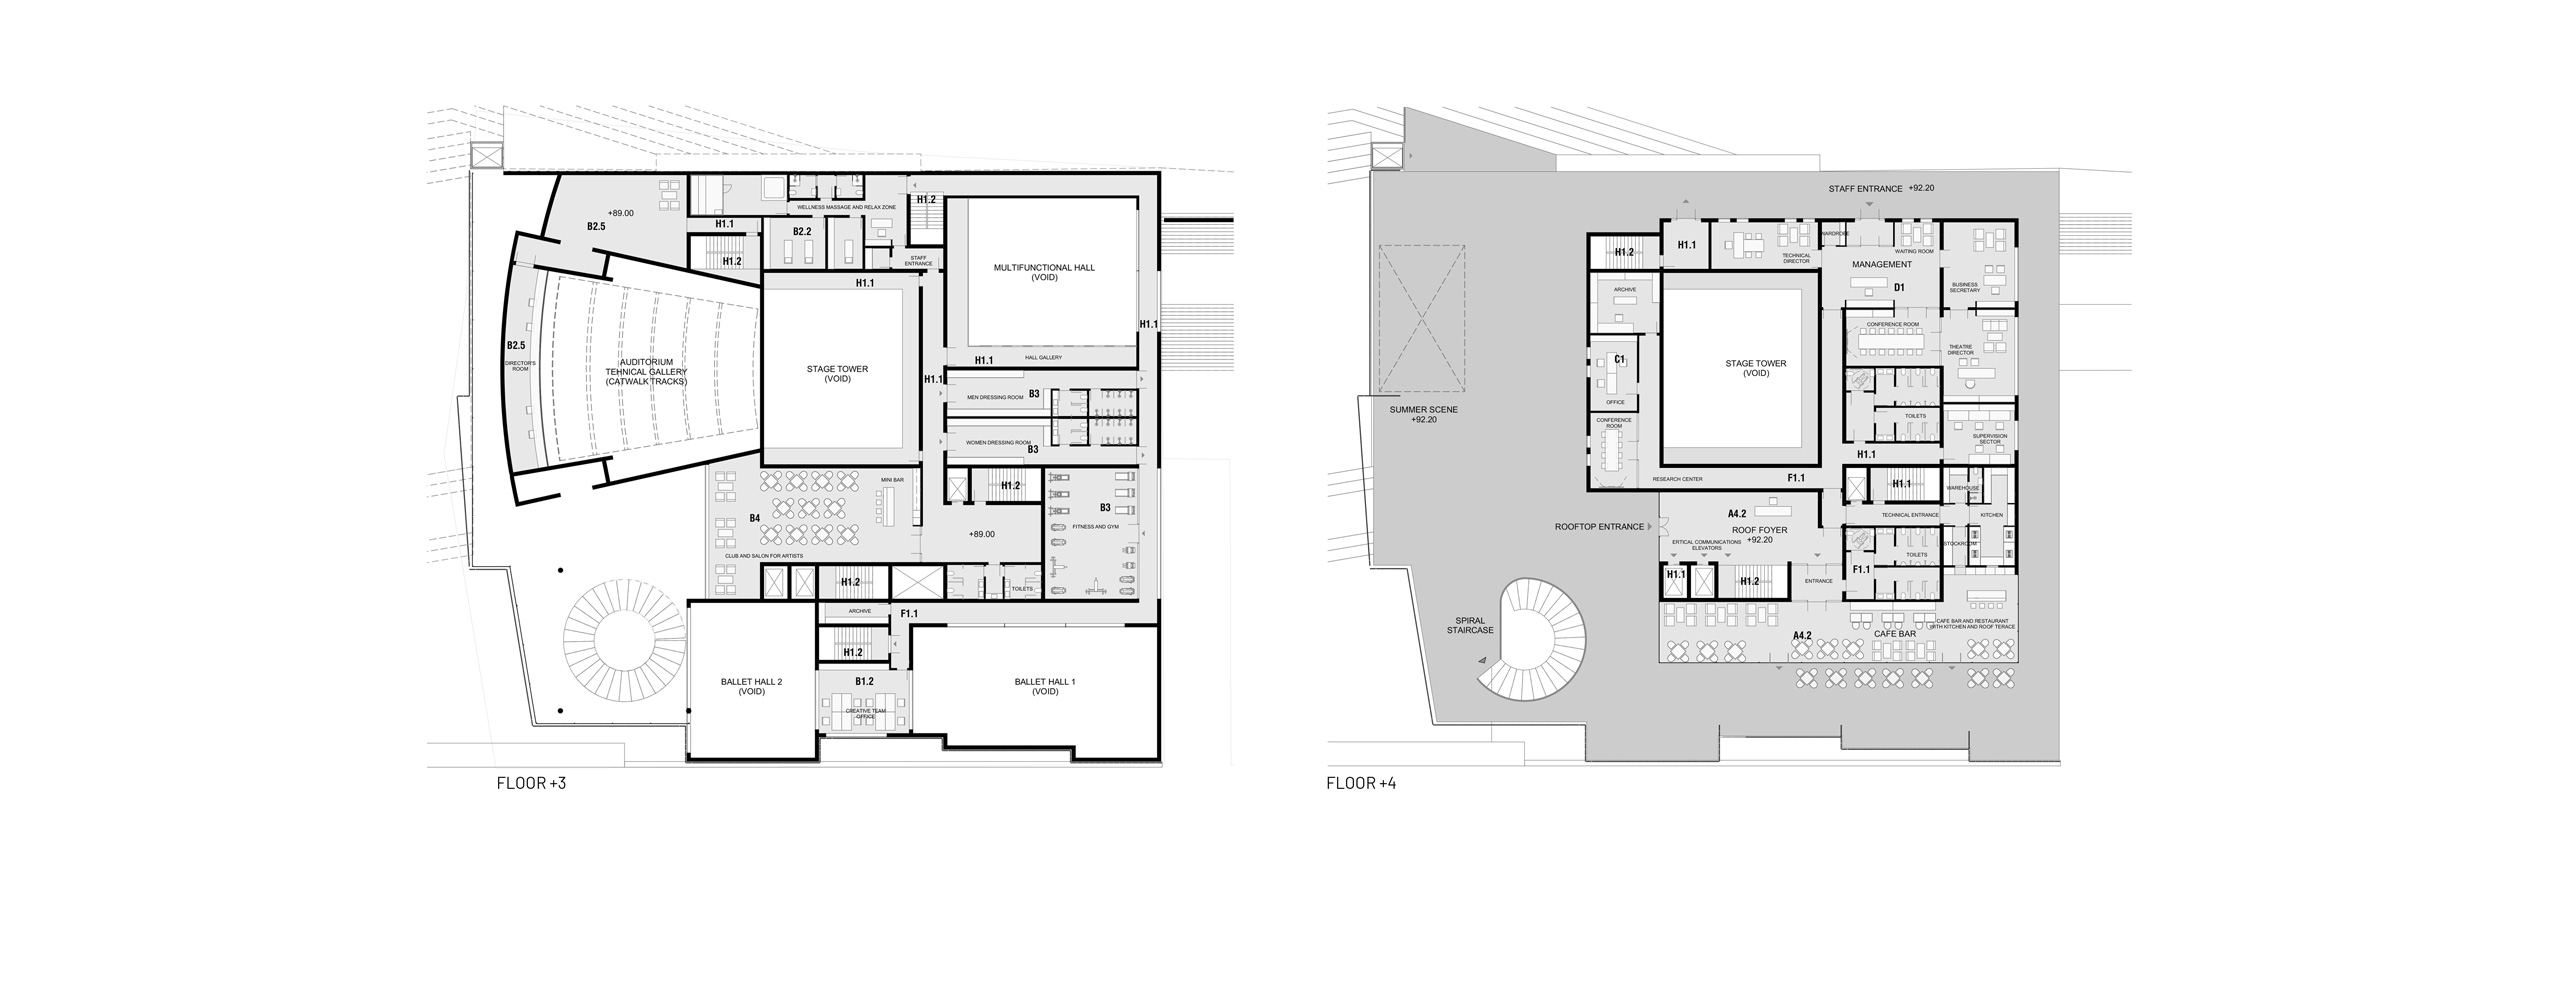 +89.00
B2.5
H1.1
H1.2
WELLNESS MASSAGE AND RELAX ZONE
B2.2
H1.2
STAFF
ENTRANCE
H1.1
MULTIFUNCTIONAL HALL
(VOID)
H1.1
B2.5
DIRECTOR'S
ROOM
AUDITORIUM
TEHNICAL GALLERY
(CATWALK TRACKS)
STAGE TOWER
(VOID)
H1.1
HALL GALLERY
H1.1
MEN DRESSING ROOM
B3
WOMEN DRESSING ROOM
B3
MINI BAR
H1.2
B4
B3
FITNESS AND GYM
+89.00
CLUB AND SALON FOR ARTISTS
H1.2
TOILETS
ARCHIVE
F1.1
H1.2
BALLET HALL 2
(VOID)
B1.2
CREATIVE TEAM
OFFICE
BALLET HALL 1
(VOID)
FLOOR +3
STAFF ENTRANCE +92.20
H1.2
H1.1
TECHNICAL
DIRECTOR
WARDROBE
WAITING ROOM
MANAGEMENT
D1
BUSINESS
SECRETARY
ARCHIVE
CONFERENCE ROOM
THEATRE
DIRECTOR
C1
OFFICE
STAGE TOWER
(VOID)
SUMMER SCENE
+92.20
CONFERENCE
ROOM
TOILETS
SUPERVISION
SECTOR
H1.1
RESEARCH CENTER
F1.1
H1.1
WAREHOUSE
A4.2
TECHNICAL ENTRANCE
KITCHEN
ROOFTOP ENTRANCE
ROOF FOYER
+92.20
ERTICAL COMMUNICATIONS
ELEVATORS
STOCKROOM
TOILETS
H1.1
H1.2
ENTRANCE
F1.1
SPIRAL
STAIRCASE
A4.2
CAFE BAR
CAFE BAR AND RESTAURANT
WITH KITCHEN AND ROOF TERACE
FLOOR +4